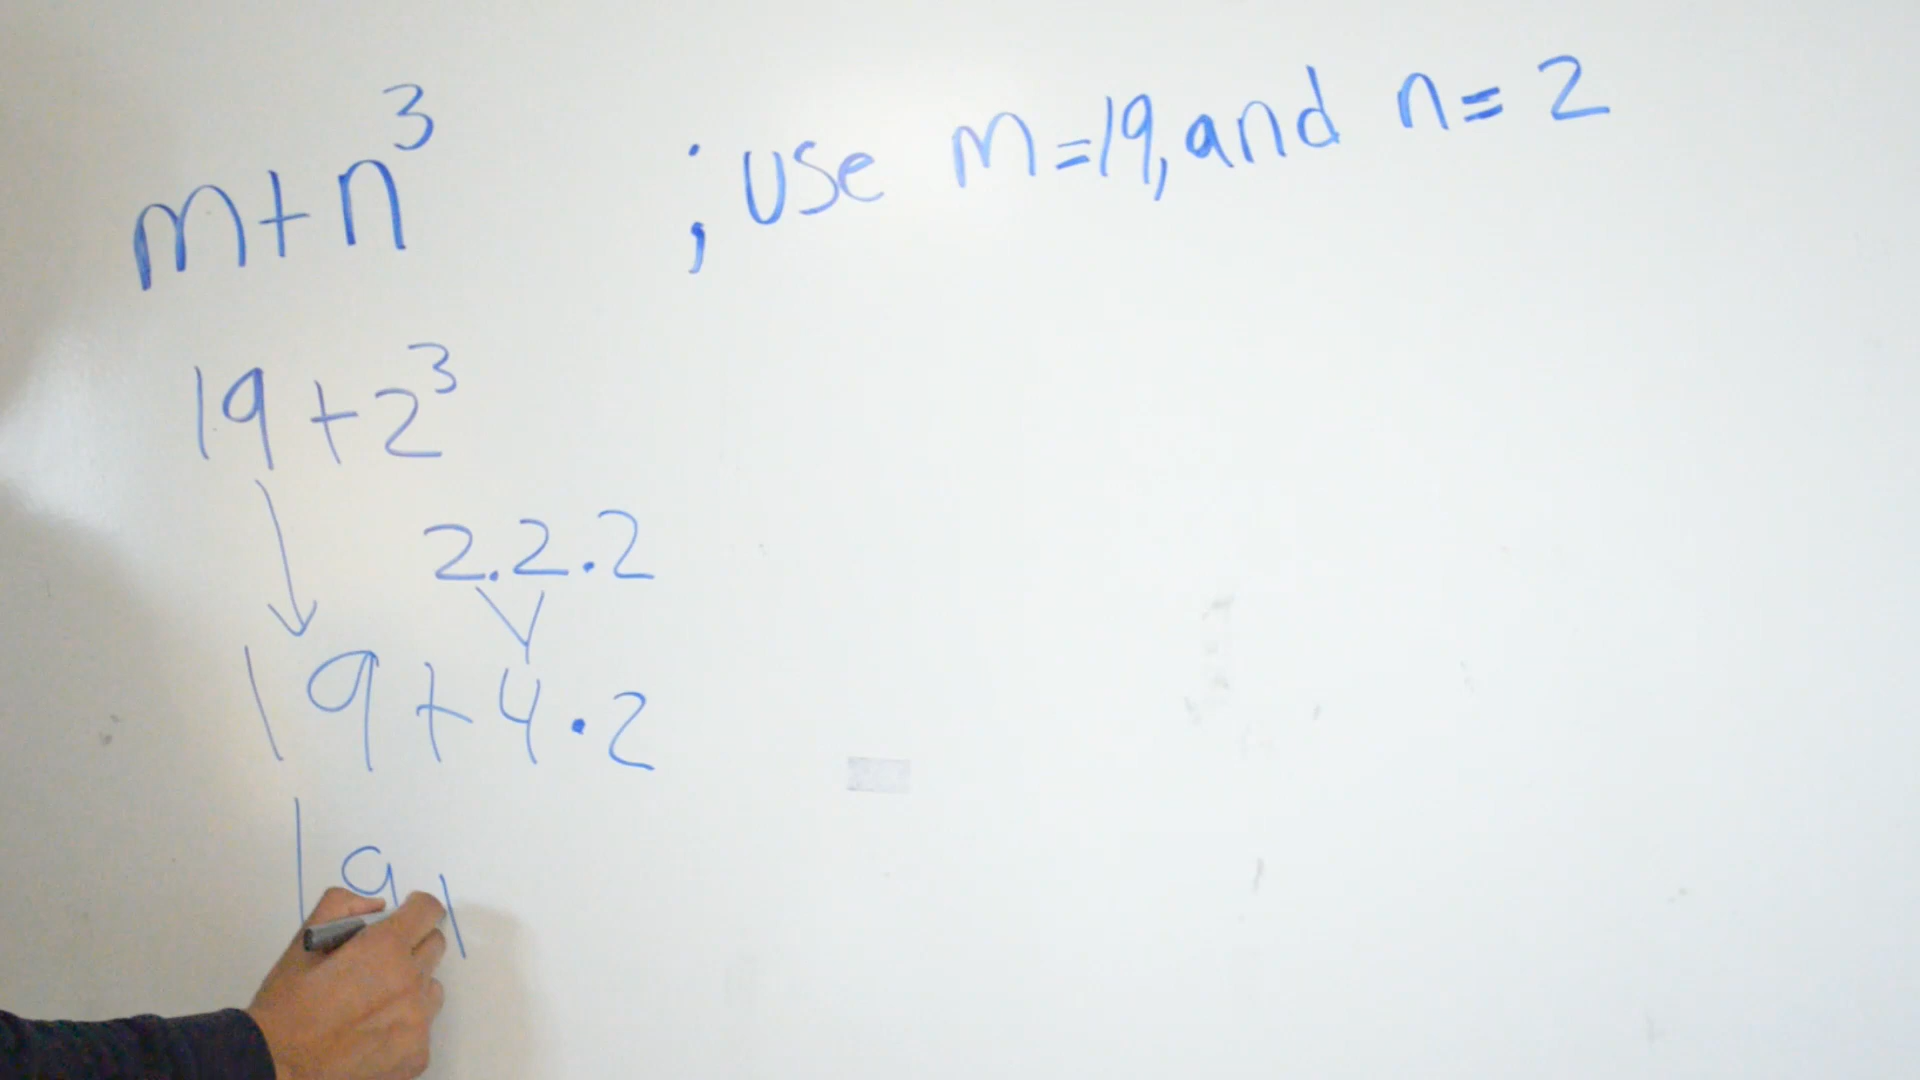 m+n³ ; use m=19, and n=2
19+2³
2.2.2
19+4·2
19